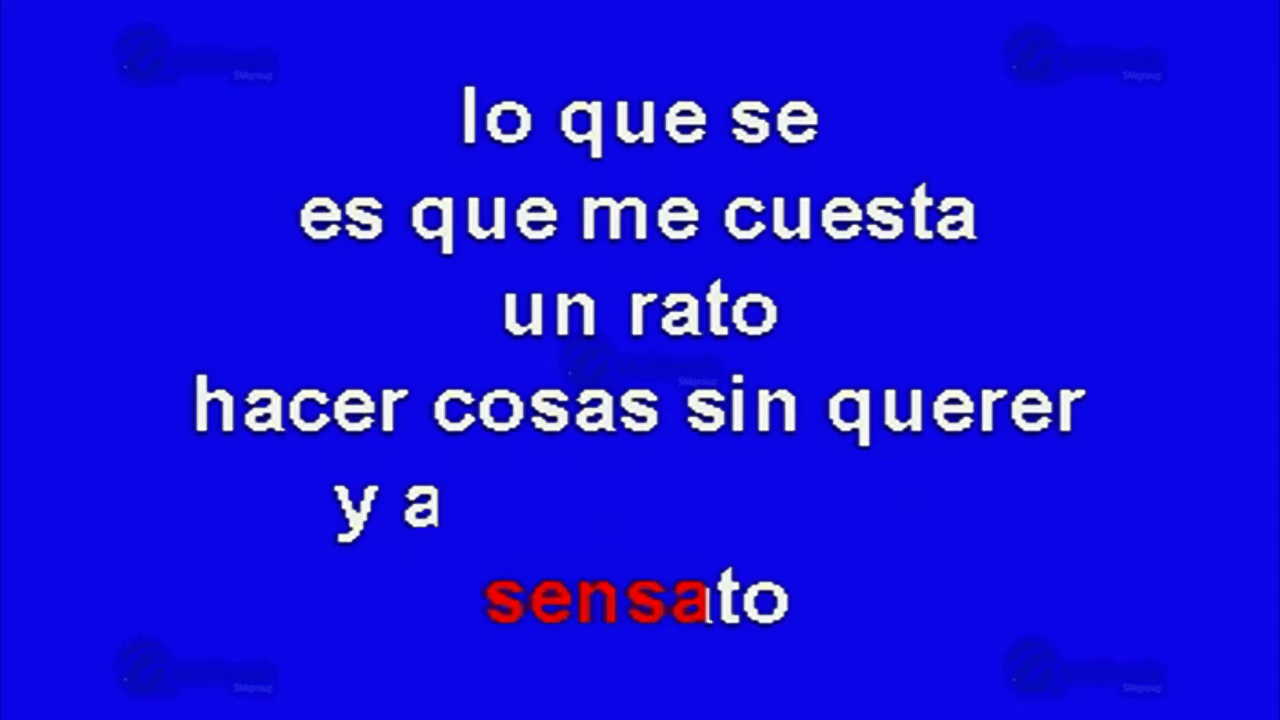 lo que se
es que me cuesta
un rato
hacer cosas sin querer
y a
sensato